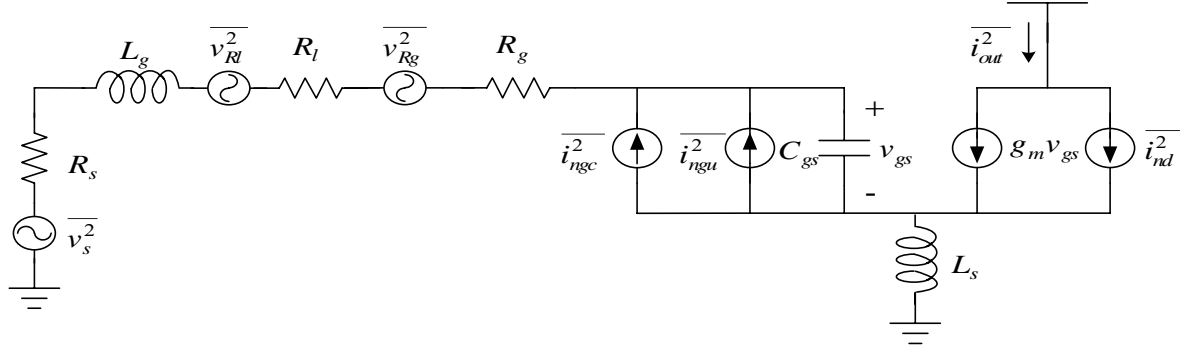 L_g
\overline{v_{Rl}^2}
R_l
\overline{v_{Rg}^2}
R_g
\overline{i_{out}^2}
R_s
\overline{v_s^2}
\overline{i_{ngc}^2}
\overline{i_{ngu}^2}
C_{gs}
+
v_{gs}
-
g_m v_{gs}
\overline{i_{nd}^2}
L_s